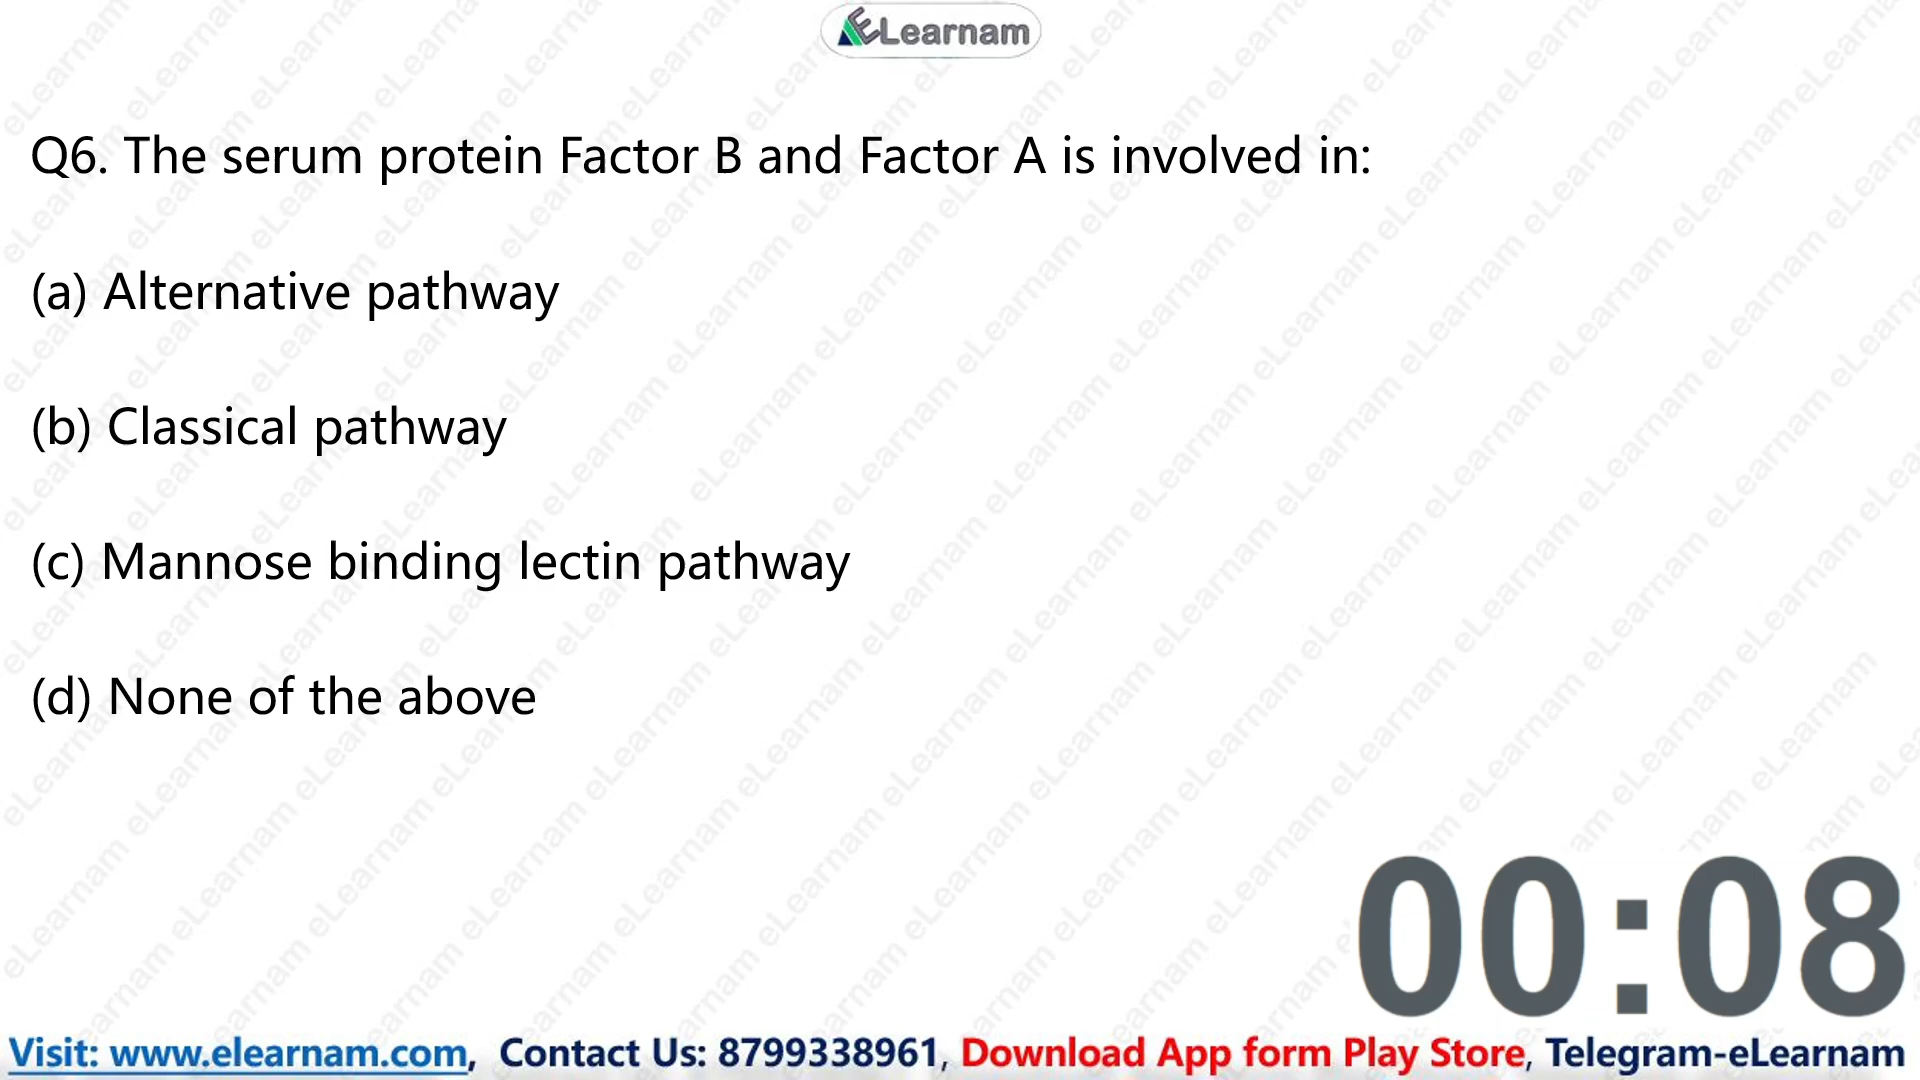 ELearnam
Q6. The serum protein Factor B and Factor A is involved in:
(a) Alternative pathway
(b) Classical pathway
(c) Mannose binding lectin pathway
(d) None of the above
00:08
Visit: www.elearnam.com, Contact Us: 8799338961, Download App form Play Store, Telegram-eLearnam